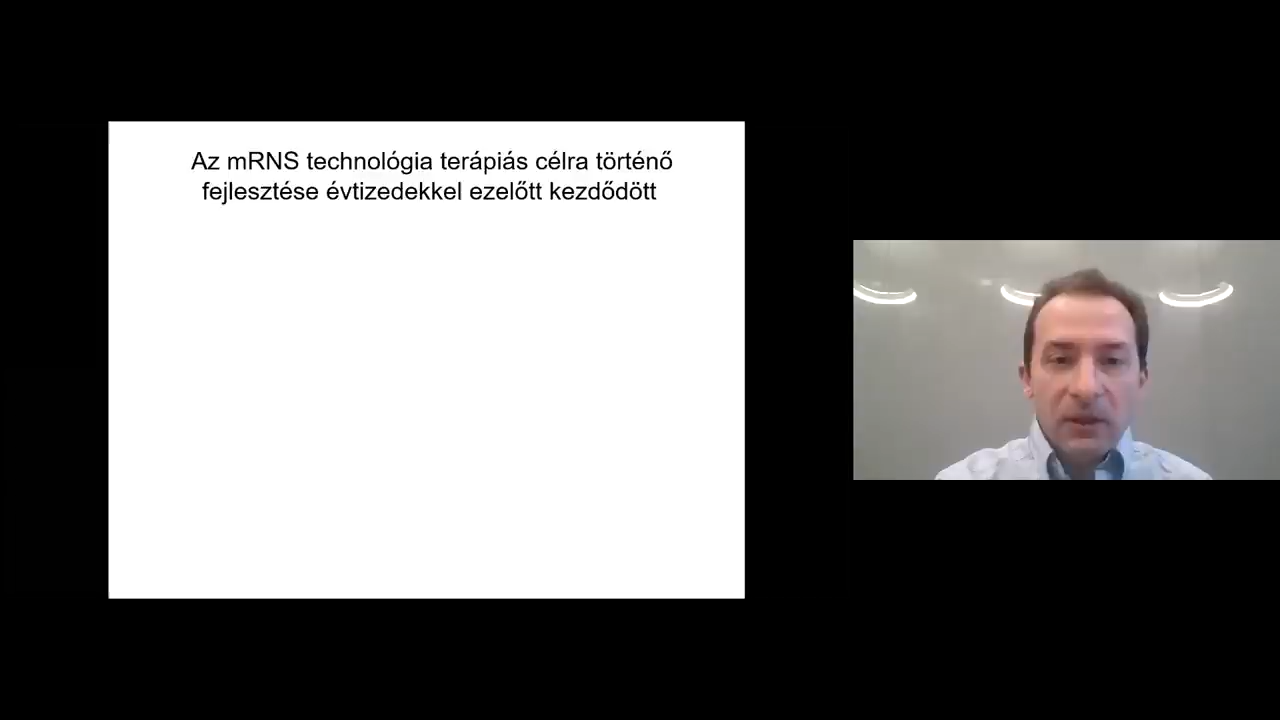 Az mRNS technológia terápiás célra történő
fejlesztése évtizedekkel ezelőtt kezdődött